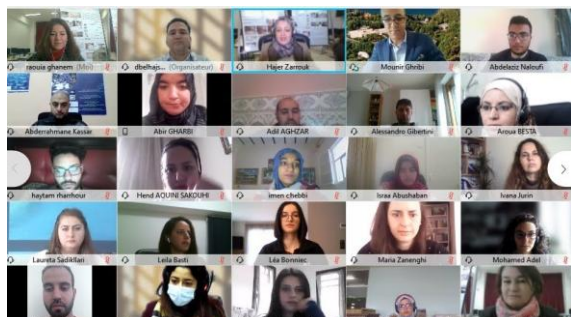 raouia ghanem (Moi)
dbelhajs... (Organisateur)
Hajer Zarrouk
Mounir Ghribi
Abdelaziz Naloufi
Abderrahmane Kassar
Abir GHARBI
Adil AGHZAR
Alessandro Gibertini
Aroua BESTA
haytam rharrhour
Hend AOUINI SAKOUHI
imen chebbi
Israa Abushaban
Ivana Jurin
Laureta Sadikllari
Leila Basti
Léa Bonniec
Maria Zanenghi
Mohamed Adel